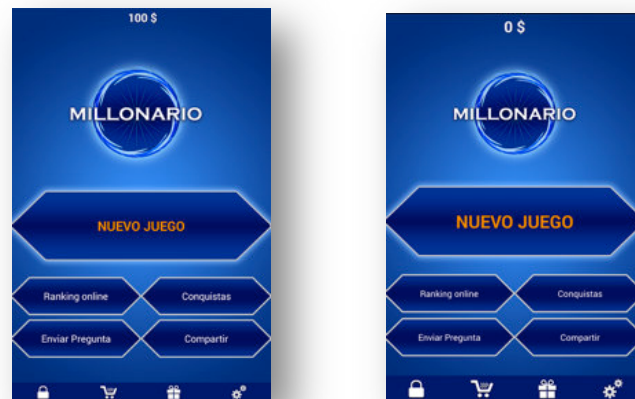 100 $
MILLONARIO
NUEVO JUEGO
Ranking online
Conquistas
Enviar Pregunta
Compartir
0 $
MILLONARIO
NUEVO JUEGO
Ranking online
Conquistas
Enviar Pregunta
Compartir